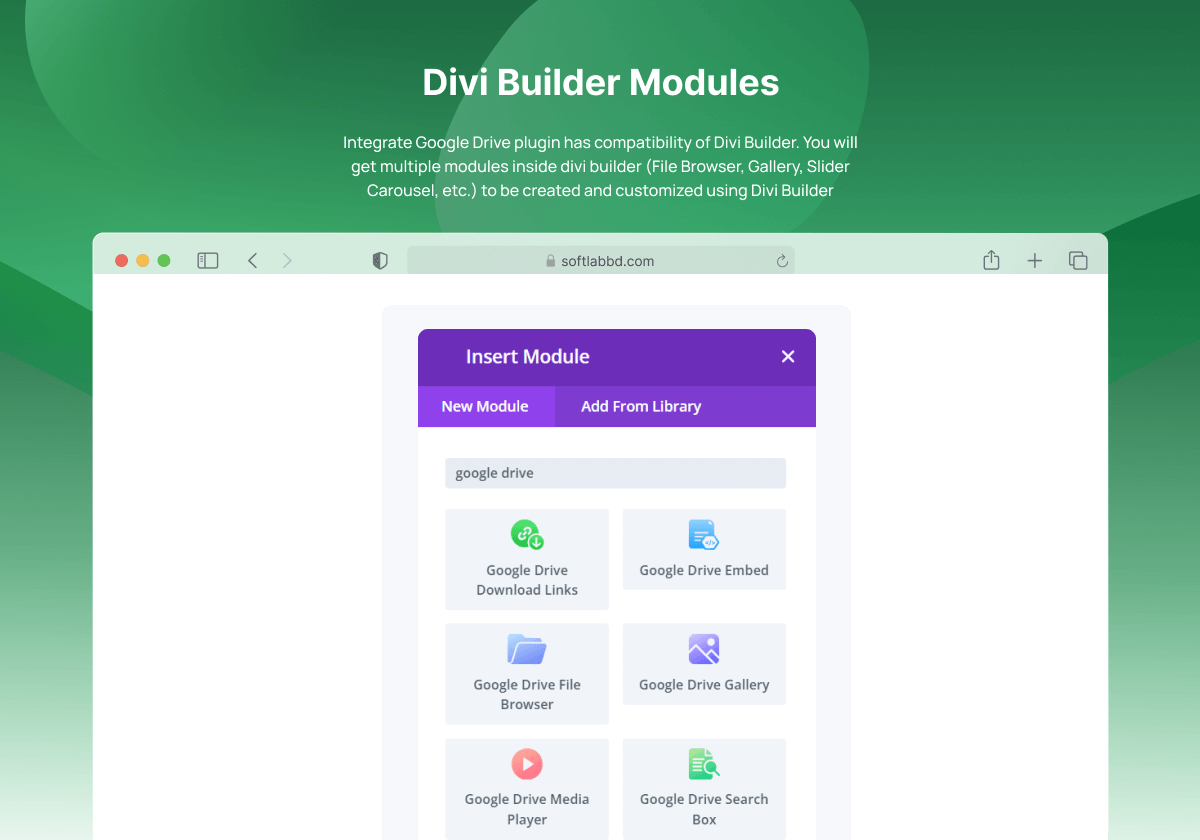 Divi Builder Modules
Integrate Google Drive plugin has compatibility of Divi Builder. You will
get multiple modules inside divi builder (File Browser, Gallery, Slider
Carousel, etc.) to be created and customized using Divi Builder
softlabbd.com
Insert Module
New Module
Add From Library
google drive
Google Drive
Download Links
Google Drive Embed
Google Drive File
Browser
Google Drive Gallery
Google Drive Media
Player
Google Drive Search
Box